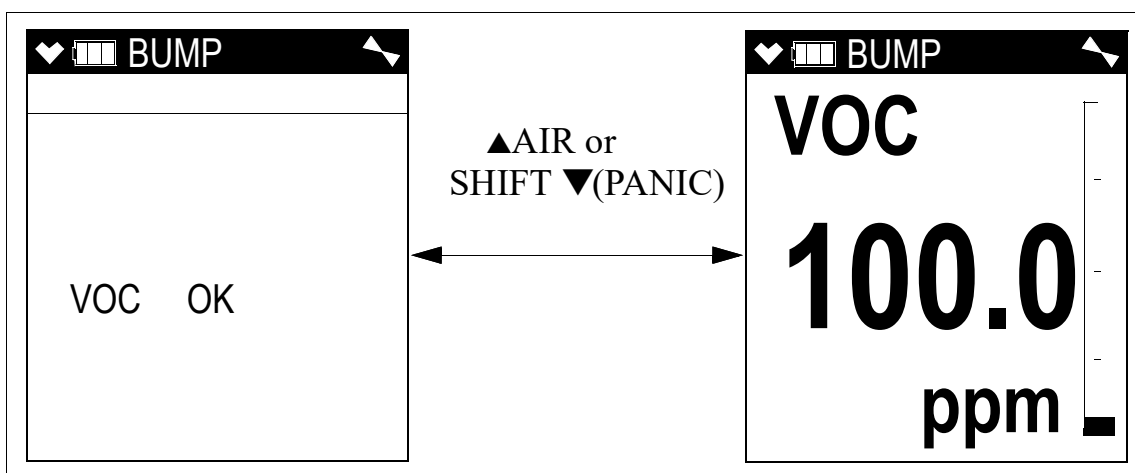 BUMP
VOC OK
▲AIR or
SHIFT ▼(PANIC)
BUMP
VOC
100.0
ppm